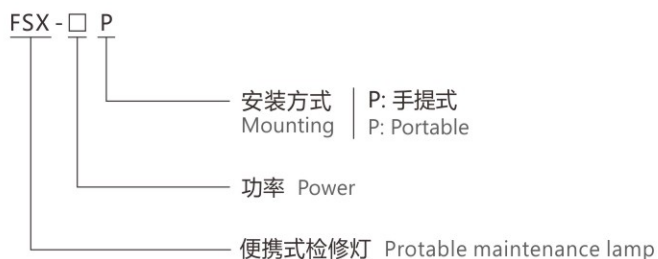 FSX - □ P
安装方式 P: 手提式
Mounting P: Portable
功率 Power
便携式检修灯 Protable maintenance lamp